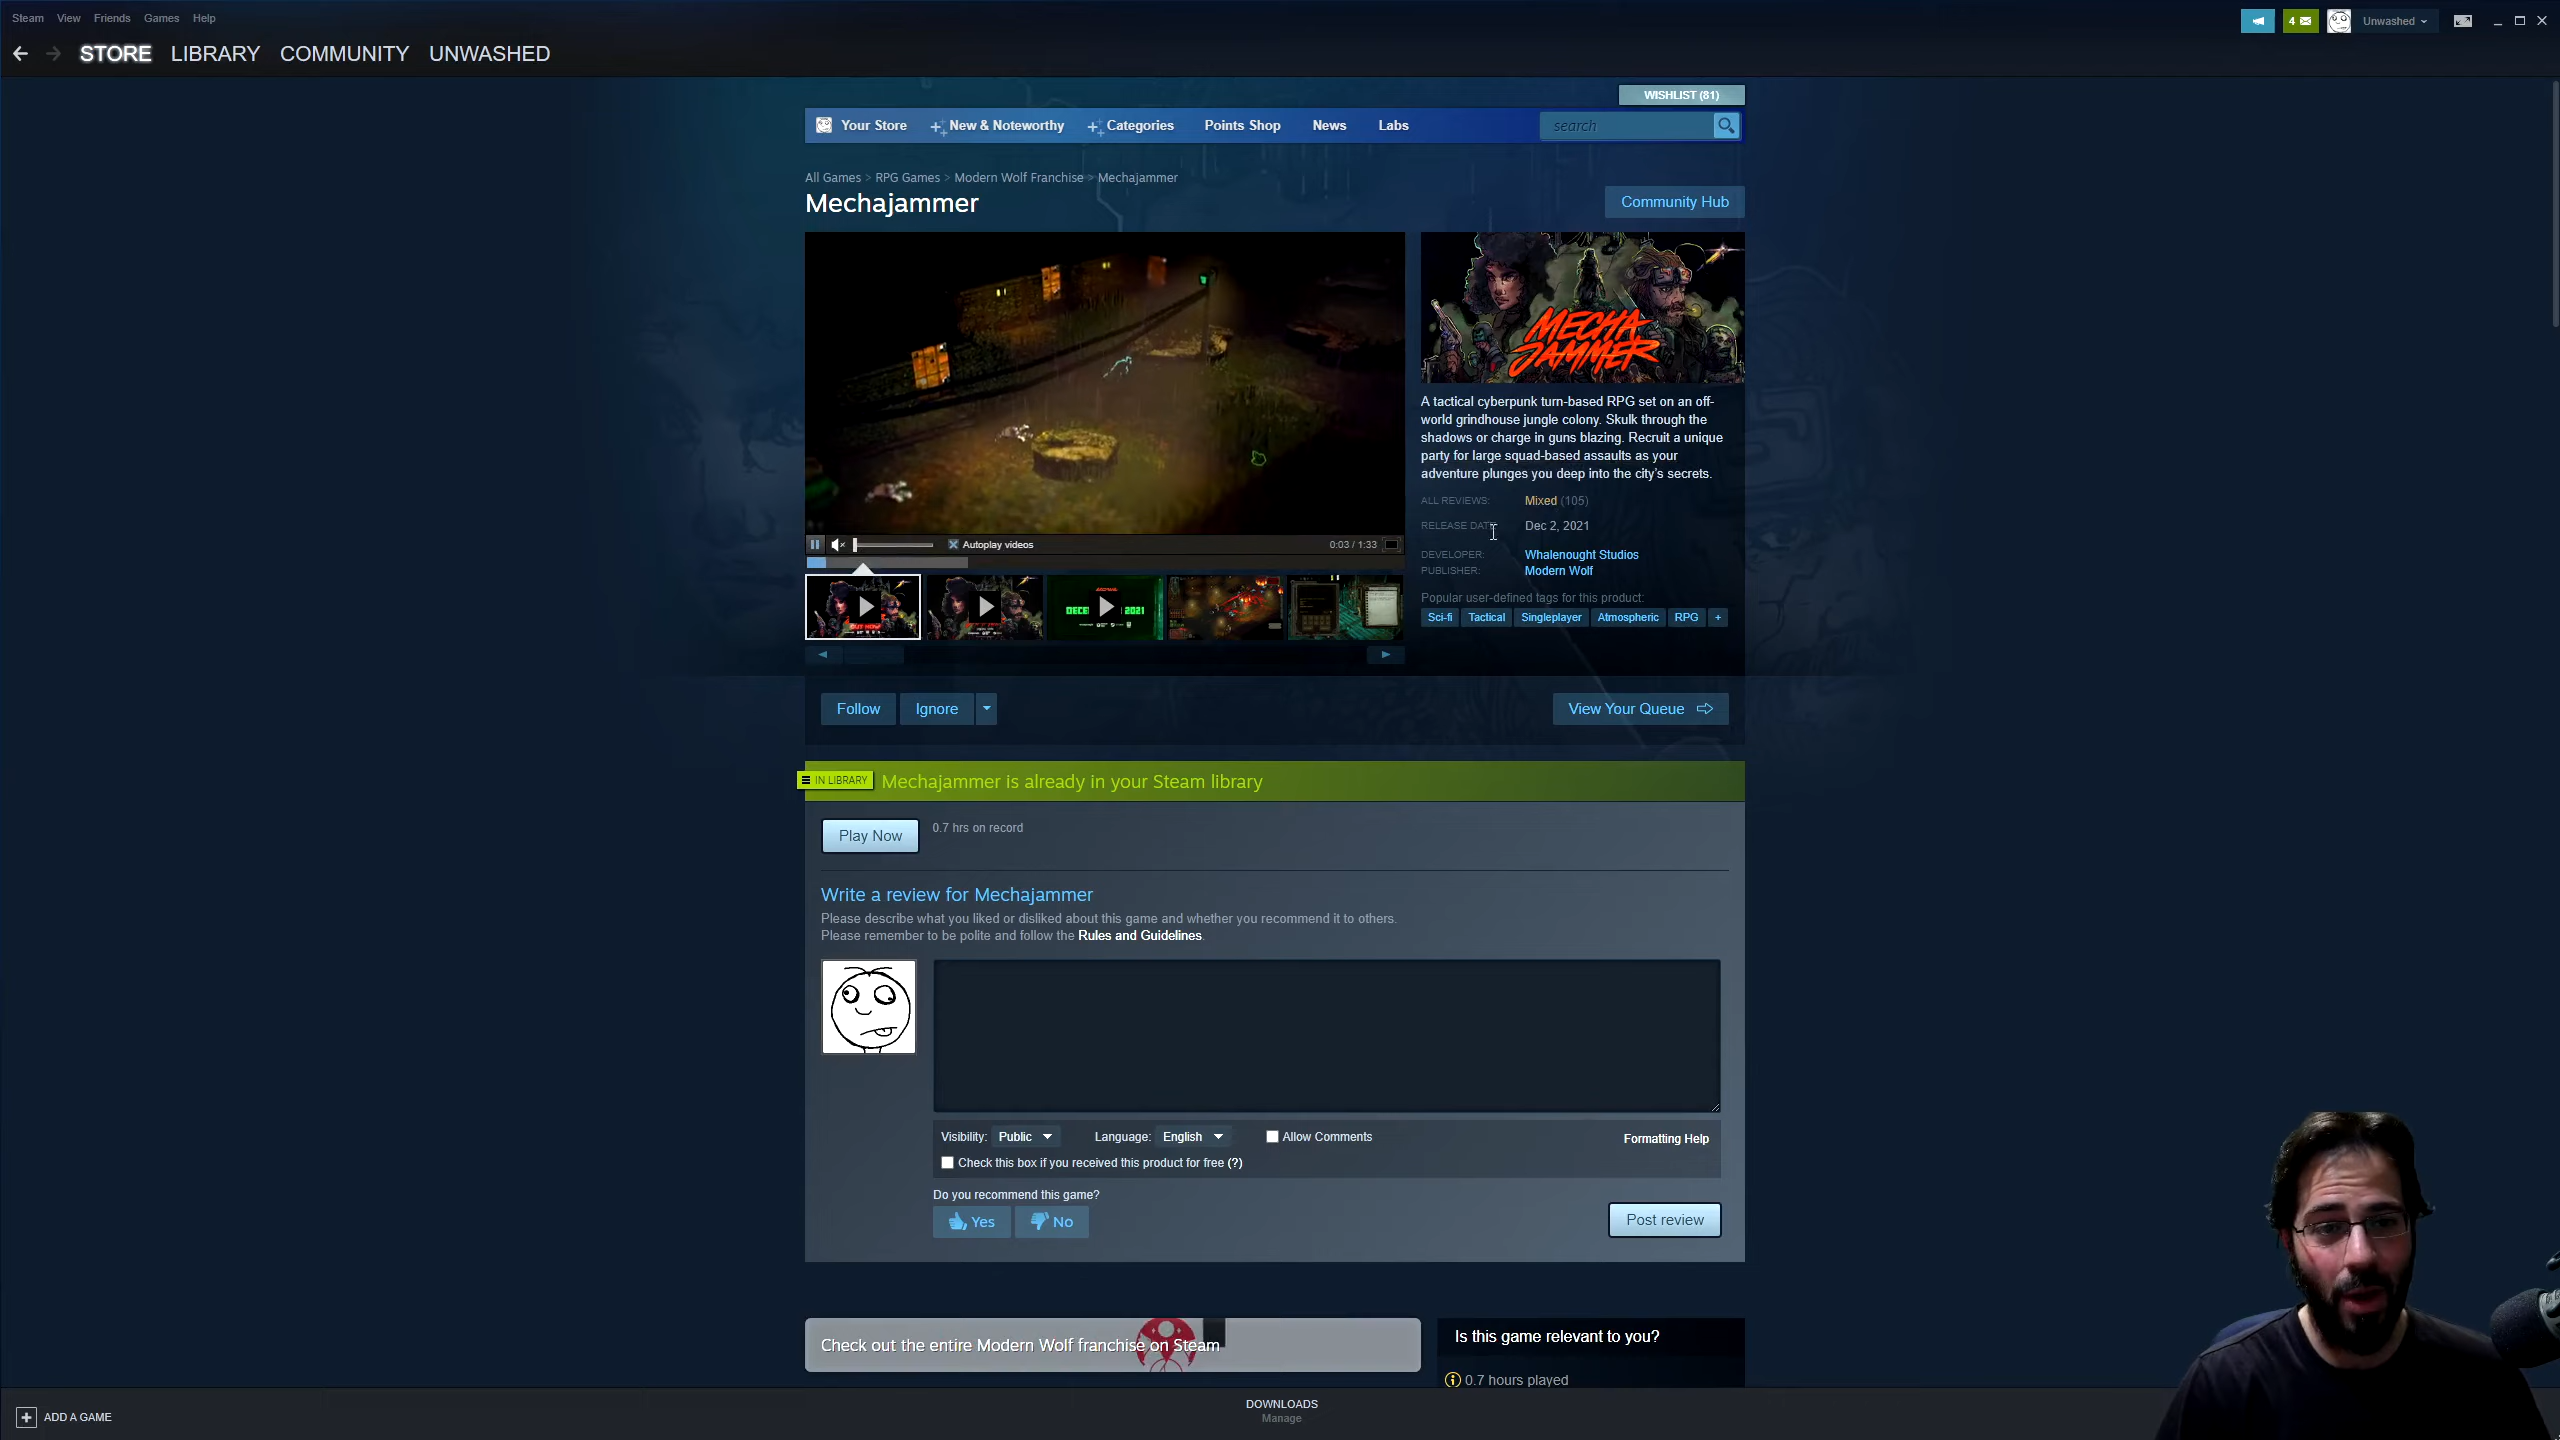 Steam View Friends Games Help
4 Unwashed
STORE LIBRARY COMMUNITY UNWASHED
WISHLIST (81)
Your Store New & Noteworthy Categories Points Shop News Labs search
All Games > RPG Games > Modern Wolf Franchise > Mechajammer
Mechajammer
Community Hub
MECHA
JAMMER
A tactical cyberpunk turn-based RPG set on an off-
world grindhouse jungle colony. Skulk through the
shadows or charge in guns blazing. Recruit a unique
party for large squad-based assaults as your
adventure plunges you deep into the city's secrets.
ALL REVIEWS: Mixed (105)
RELEASE DATE: Dec 2, 2021
DEVELOPER: Whalenought Studios
PUBLISHER: Modern Wolf
Popular user-defined tags for this product:
Sci-fi Tactical Singleplayer Atmospheric RPG +
Autoplay videos 0:03 / 1:33
OUT NOW
DECE 2021
Follow Ignore View Your Queue
IN LIBRARY Mechajammer is already in your Steam library
Play Now 0.7 hrs on record
Write a review for Mechajammer
Please describe what you liked or disliked about this game and whether you recommend it to others.
Please remember to be polite and follow the Rules and Guidelines.
Visibility: Public Language: English Allow Comments Formatting Help
Check this box if you received this product for free (?)
Do you recommend this game?
Yes No Post review
Check out the entire Modern Wolf franchise on Steam
Is this game relevant to you?
0.7 hours played
ADD A GAME
DOWNLOADS
Manage